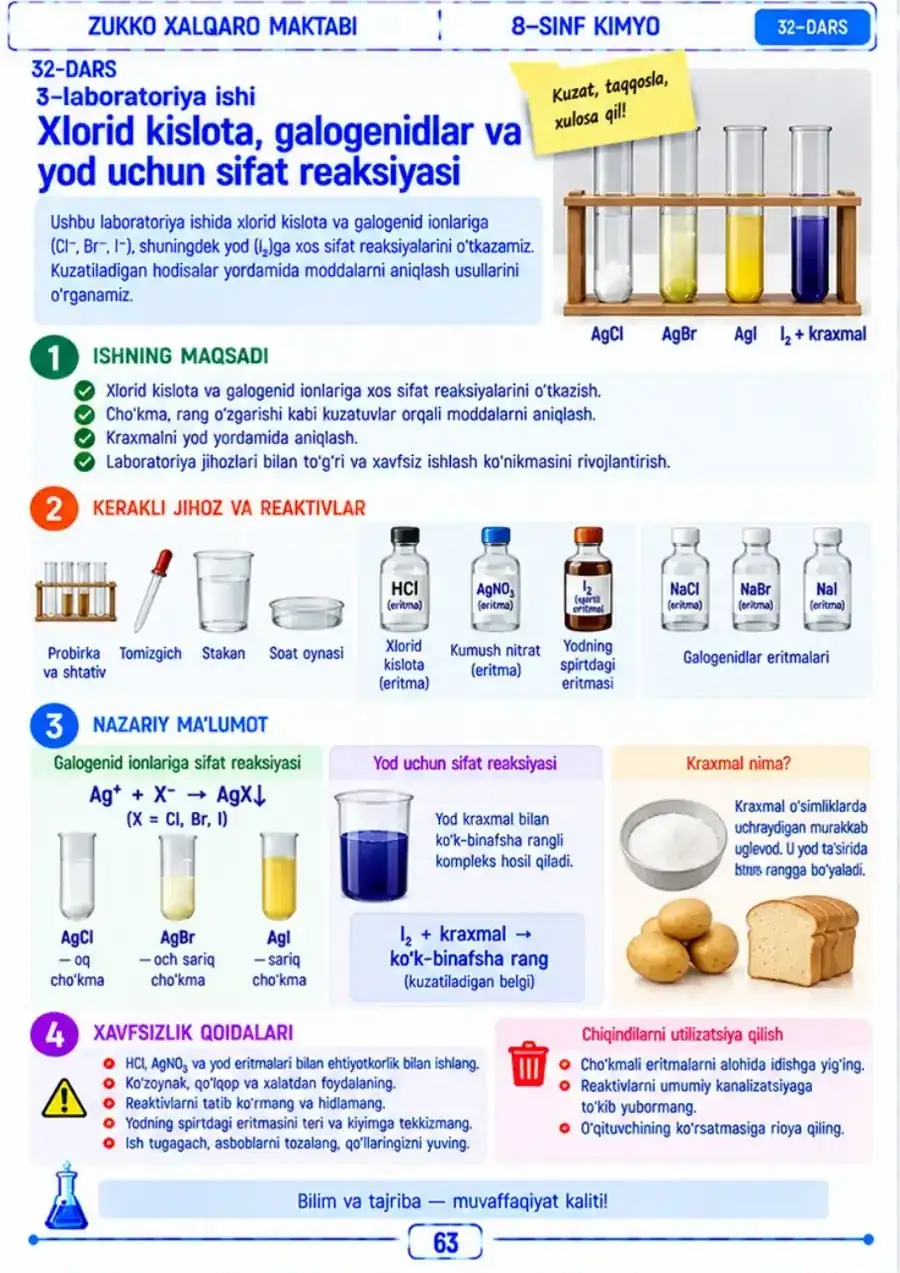 ZUKKO XALQARO MAKTABI
8-SINF KIMYO
32-DARS
32-DARS
3-laboratoriya ishi
Xlorid kislota, galogenidlar va
yod uchun sifat reaksiyasi
Kuzat, taqqosla,
xulosa qil!
Ushbu laboratoriya ishida xlorid kislota va galogenid ionlariga
(Cl⁻, Br⁻, I⁻), shuningdek yod (I₂)ga xos sifat reaksiyalarini o'tkazamiz.
Kuzatiladigan hodisalar yordamida moddalarni aniqlash usullarini
o'rganamiz.
AgCl AgBr AgI I₂ + kraxmal
1 ISHNING MAQSADI
Xlorid kislota va galogenid ionlariga xos sifat reaksiyalarini o'tkazish.
Cho'kma, rang o'zgarishi kabi kuzatuvlar orqali moddalarni aniqlash.
Kraxmalni yod yordamida aniqlash.
Laboratoriya jihozlari bilan to'g'ri va xavfsiz ishlash ko'nikmasini rivojlantirish.
2 KERAKLI JIHOZ VA REAKTIVLAR
Probirka
va shtativ
Tomizgich
Stakan
Soat oynasi
HCl
(eritma)
Xlorid
kislota
(eritma)
AgNO₃
(eritma)
Kumush nitrat
(eritma)
I₂
eritma)
Yodning
spirtdagi
eritmasi
NaCl
(eritma)
NaBr
(eritma)
NaI
(eritma)
Galogenidlar eritmalari
3 NAZARIY MA'LUMOT
Galogenid ionlariga sifat reaksiyasi
Ag⁺ + X⁻ → AgX↓
(X = Cl, Br, I)
AgCl
— oq
cho'kma
AgBr
— och sariq
cho'kma
AgI
— sariq
cho'kma
Yod uchun sifat reaksiyasi
Yod kraxmal bilan
ko'k-binafsha rangli
kompleks hosil qiladi.
I₂ + kraxmal →
ko'k-binafsha rang
(kuzatiladigan belgi)
Kraxmal nima?
Kraxmal o'simliklarda
uchraydigan murakkab
uglevod. U yod ta'sirida
rangga bo'yaladi.
4 XAVFSIZLIK QOIDALARI
HCl, AgNO₃ va yod eritmalari bilan ehtiyotkorlik bilan ishlang.
Ko'zoynak, qo'lqop va xalatdan foydalaning.
Reaktivlarni tatib ko'rmang va hidlamang.
Yodning spirtdagi eritmasini teri va kiyimga tekkizmang.
Ish tugagach, asboblarni tozalang, qo'llaringizni yuving.
Chiqindilarni utilizatsiya qilish
Cho'kmali eritmalarni alohida idishga yig'ing.
Reaktivlarni umumiy kanalizatsiyaga
to'kib yubormang.
O'qituvchining ko'rsatmasiga rioya qiling.
Bilim va tajriba — muvaffaqiyat kaliti!
63